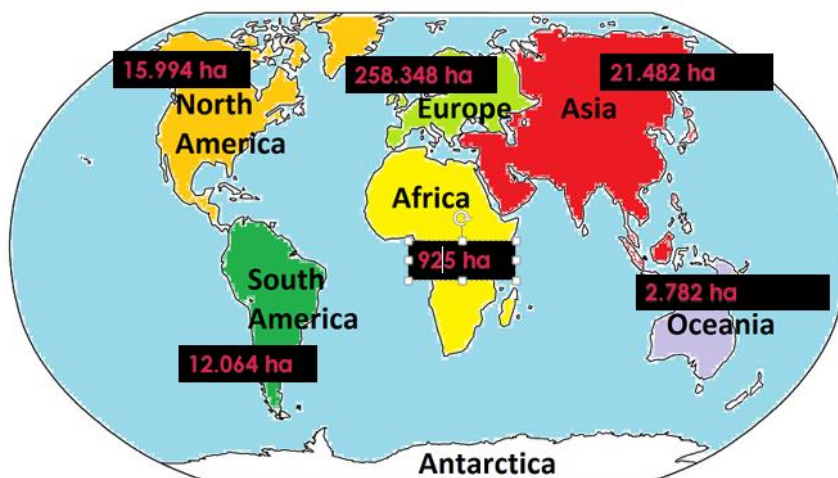 15.994 ha
258.348 ha
21.482 ha
North
America
Europe
Asia
Africa
925 ha
South
America
2.782 ha
Oceania
12.064 ha
Antarctica